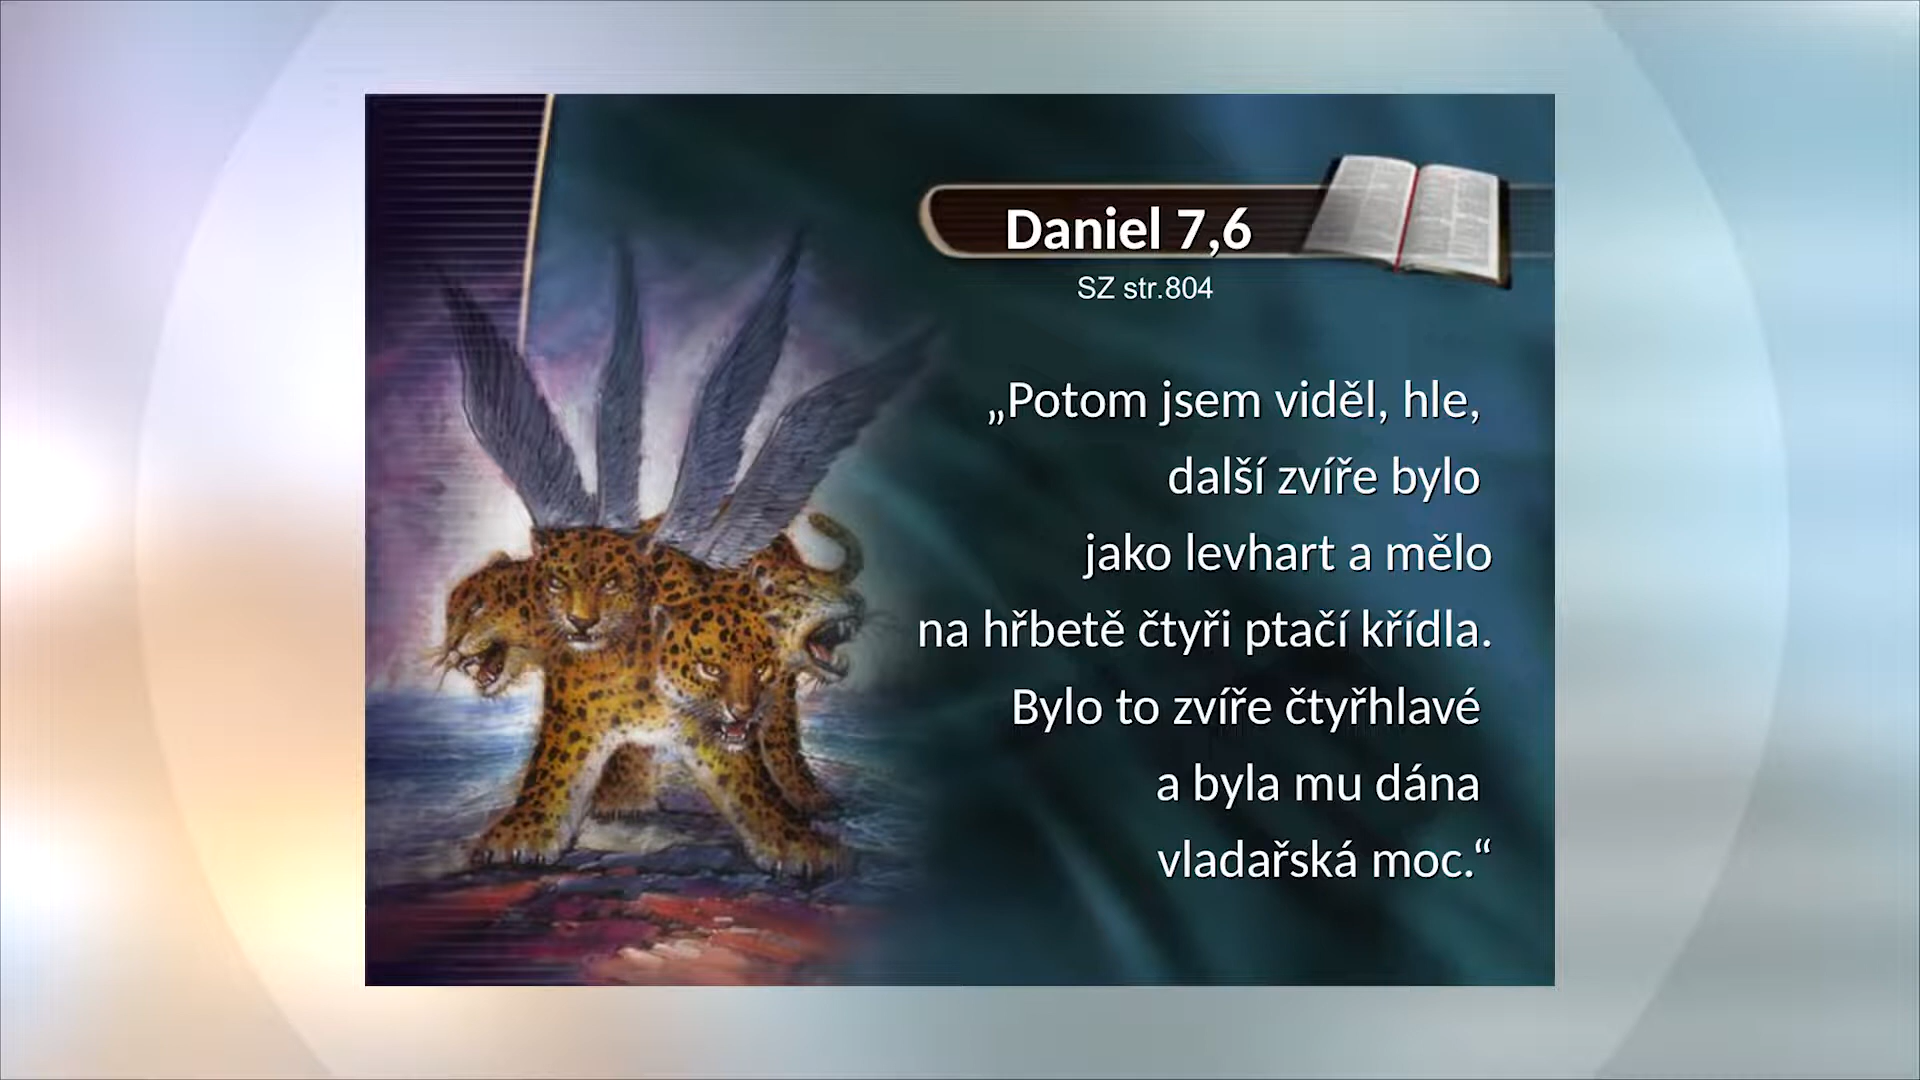 Daniel 7,6
SZ str.804
„Potom jsem viděl, hle,
další zvíře bylo
jako levhart a mělo
na hřbetě čtyři ptačí křídla.
Bylo to zvíře čtyřhlavé
a byla mu dána
vladařská moc.“